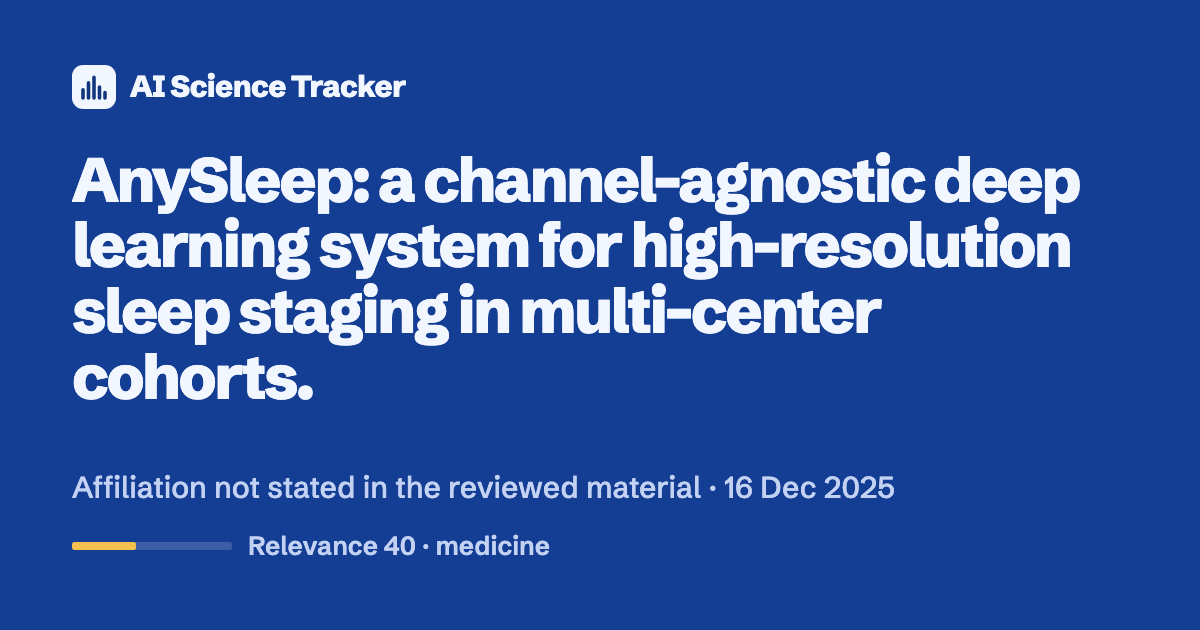 AI Science Tracker
AnySleep: a channel-agnostic deep
learning system for high-resolution
sleep staging in multi-center
cohorts.
Affiliation not stated in the reviewed material · 16 Dec 2025
Relevance 40 · medicine